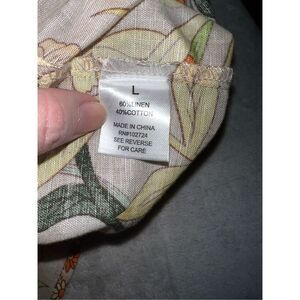 L
60%LINEN
40%COTTON
MADE IN CHINA
RN#102724
SEE REVERSE
FOR CARE